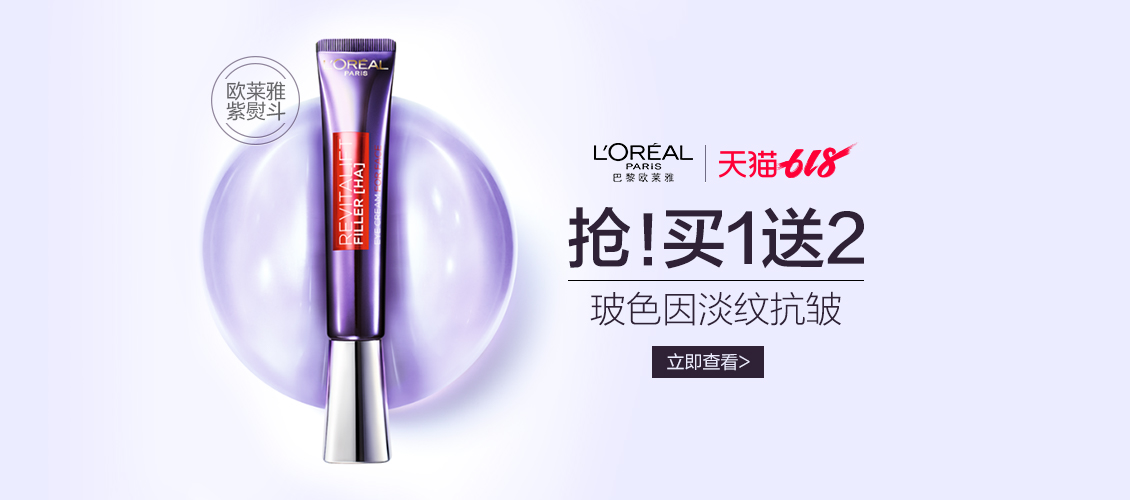 欧莱雅
紫熨斗
L'ORÉAL
PARIS
REVITALIFT
FILLER [HA]
EYE CREAM
L'ORÉAL
PARIS
巴黎欧莱雅
天猫618
抢!买1送2
玻色因淡纹抗皱
立即查看>